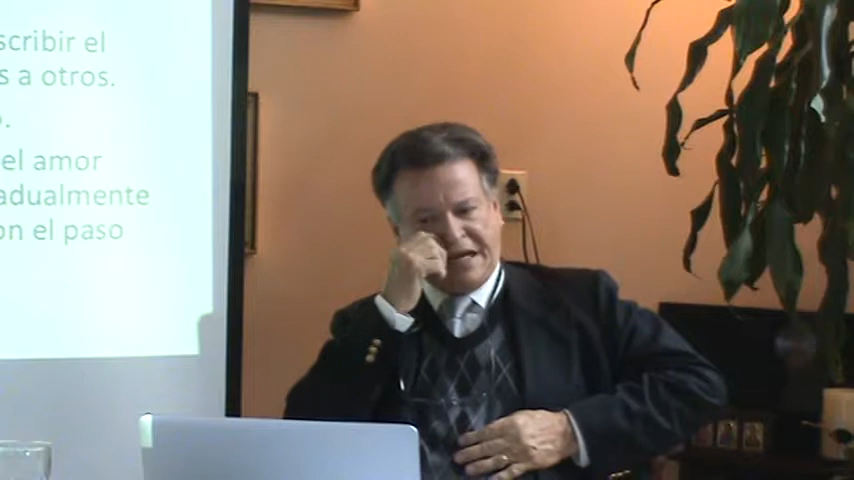 scribir el
s a otros.
.
el amor
adualmente
on el paso